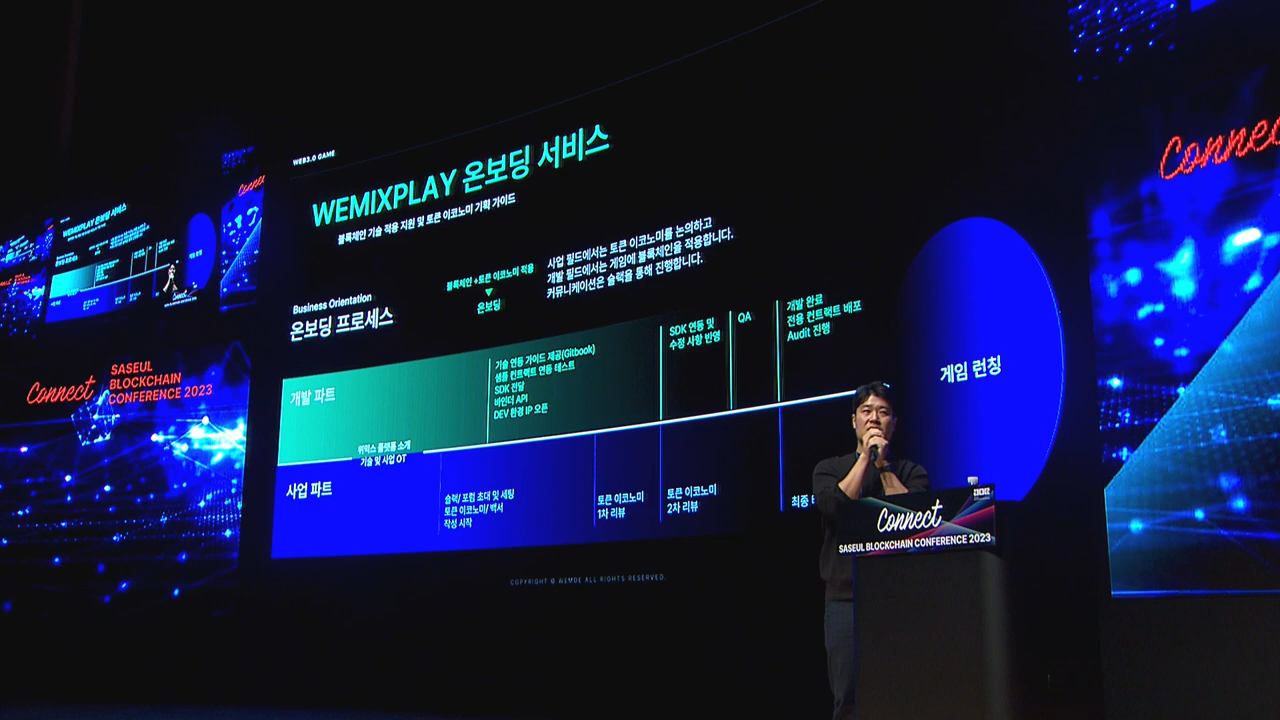 WEB3.0 GAME
WEMIXPLAY 온보딩 서비스
블록체인 기술 적용 지원 및 토큰 이코노미 기획 가이드
Business Orientation
온보딩 프로세스
블록체인 +토큰 이코노미 적용
온보딩
사업 필드에서는 토큰 이코노미를 논의하고
개발 필드에서는 게임에 블록체인을 적용합니다.
커뮤니케이션은 슬랙을 통해 진행합니다.
개발 파트
기술 연동 가이드 제공(Gitbook)
샘플 컨트랙트 연동 테스트
SDK 전달
바인더 API
DEV 환경 IP 오픈
SDK 연동 및
수정 사항 반영
QA
개발 완료
전용 컨트랙트 배포
Audit 진행
게임 런칭
위믹스 플랫폼 소개
기술 및 사업 OT
사업 파트
슬랙/ 포럼 초대 및 세팅
토큰 이코노미/ 백서
작성 시작
토큰 이코노미
1차 리뷰
토큰 이코노미
2차 리뷰
최종
COPYRIGHT © WEMADE ALL RIGHTS RESERVED.
Connect
SASEUL
BLOCKCHAIN
CONFERENCE 2023
Connect
SASEUL BLOCKCHAIN CONFERENCE 2023
Connec
WEMIXPLAY 온보딩 서비스